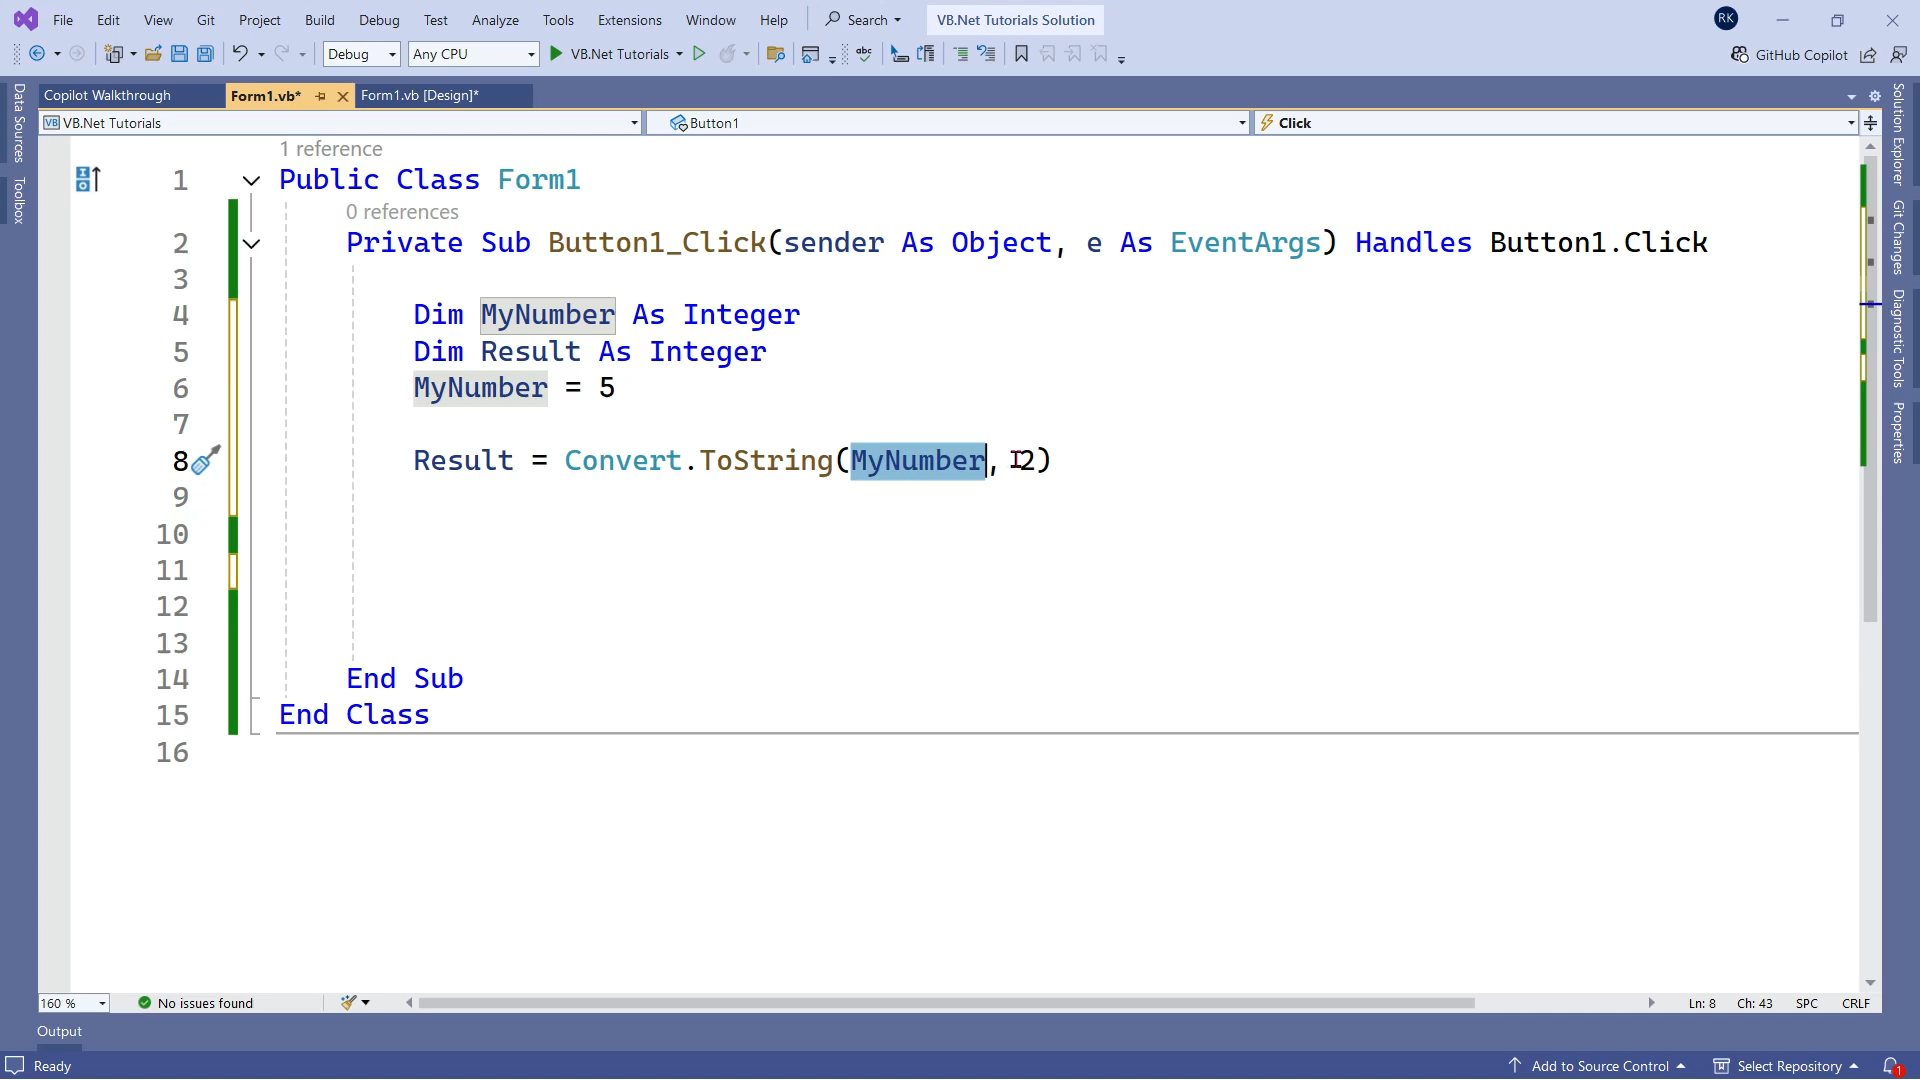 File Edit View Git Project Build Debug Test Analyze Tools Extensions Window Help Search VB.Net Tutorials Solution RK
Debug Any CPU VB.Net Tutorials abc GitHub Copilot
Copilot Walkthrough Form1.vb* Form1.vb [Design]*
VB VB.Net Tutorials Button1 Click
Data Sources
Toolbox
1 reference
1 Public Class Form1
0 references
2 Private Sub Button1_Click(sender As Object, e As EventArgs) Handles Button1.Click
3
4 Dim MyNumber As Integer
5 Dim Result As Integer
6 MyNumber = 5
7
8 Result = Convert.ToString(MyNumber, 2)
9
10
11
12
13
14 End Sub
15 End Class
16
Solution Explorer
Git Changes
Diagnostic Tools
Properties
160 % No issues found Ln: 8 Ch: 43 SPC CRLF
Output
Ready Add to Source Control Select Repository 1